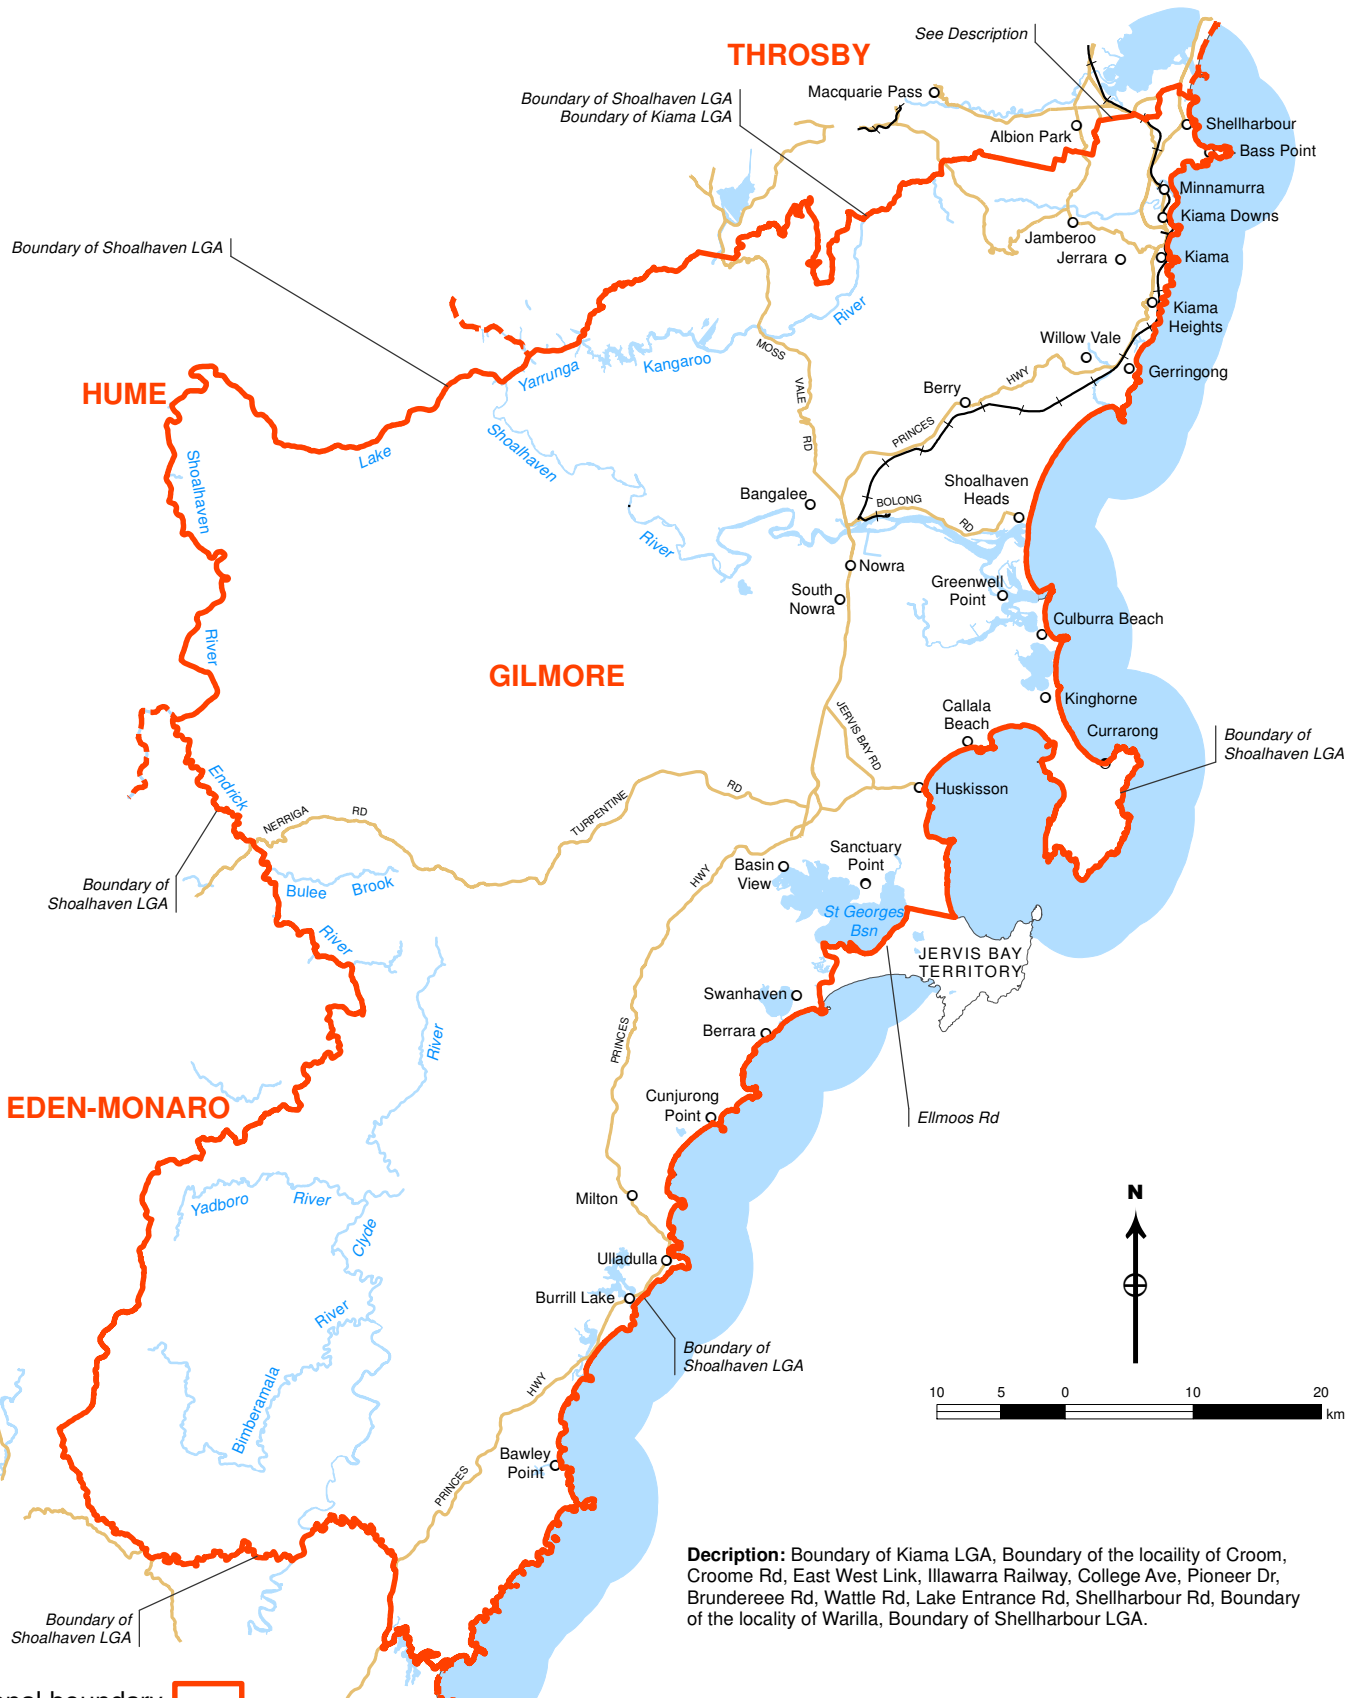 See Description
THROSBY
Macquarie Pass
Boundary of Shoalhaven LGA
Boundary of Kiama LGA
Albion Park
Shellharbour
Bass Point
Minnamurra
Kiama Downs
Jamberoo
Jerrara
Kiama
Boundary of Shoalhaven LGA
River
Kiama
Heights
Willow Vale
MOSS
Kangaroo
Yarrunga
Gerringong
HWY
VALE
Berry
HUME
PRINCES
RD
Shoalhaven
Lake
Shoalhaven
Shoalhaven
Heads
Bangalee
BOLONG
RD
River
Nowra
Greenwell
Point
South
Nowra
Culburra Beach
River
GILMORE
Kinghorne
Callala
Beach
JERVIS BAY RD
Currarong
Boundary of
Shoalhaven LGA
Endrick
RD
Huskisson
NERRIGA
RD
TURPENTINE
Sanctuary
Point
Basin
View
HWY
Boundary of
Shoalhaven LGA
Bulee
Brook
St Georges
Bsn
River
JERVIS BAY
TERRITORY
Swanhaven
Berrara
PRINCES
River
EDEN-MONARO
Cunjurong
Point
Ellmoos Rd
Yadboro
River
Milton
N
Clyde
Ulladulla
Burrill Lake
River
Boundary of
Shoalhaven LGA
HWY
Bimberamala
10 5 0 10 20
km
Bawley
Point
PRINCES
Decription: Boundary of Kiama LGA, Boundary of the locaility of Croom,
Croome Rd, East West Link, Illawarra Railway, College Ave, Pioneer Dr,
Brundereee Rd, Wattle Rd, Lake Entrance Rd, Shellharbour Rd, Boundary
of the locality of Warilla, Boundary of Shellharbour LGA.
Boundary of
Shoalhaven LGA
boundary